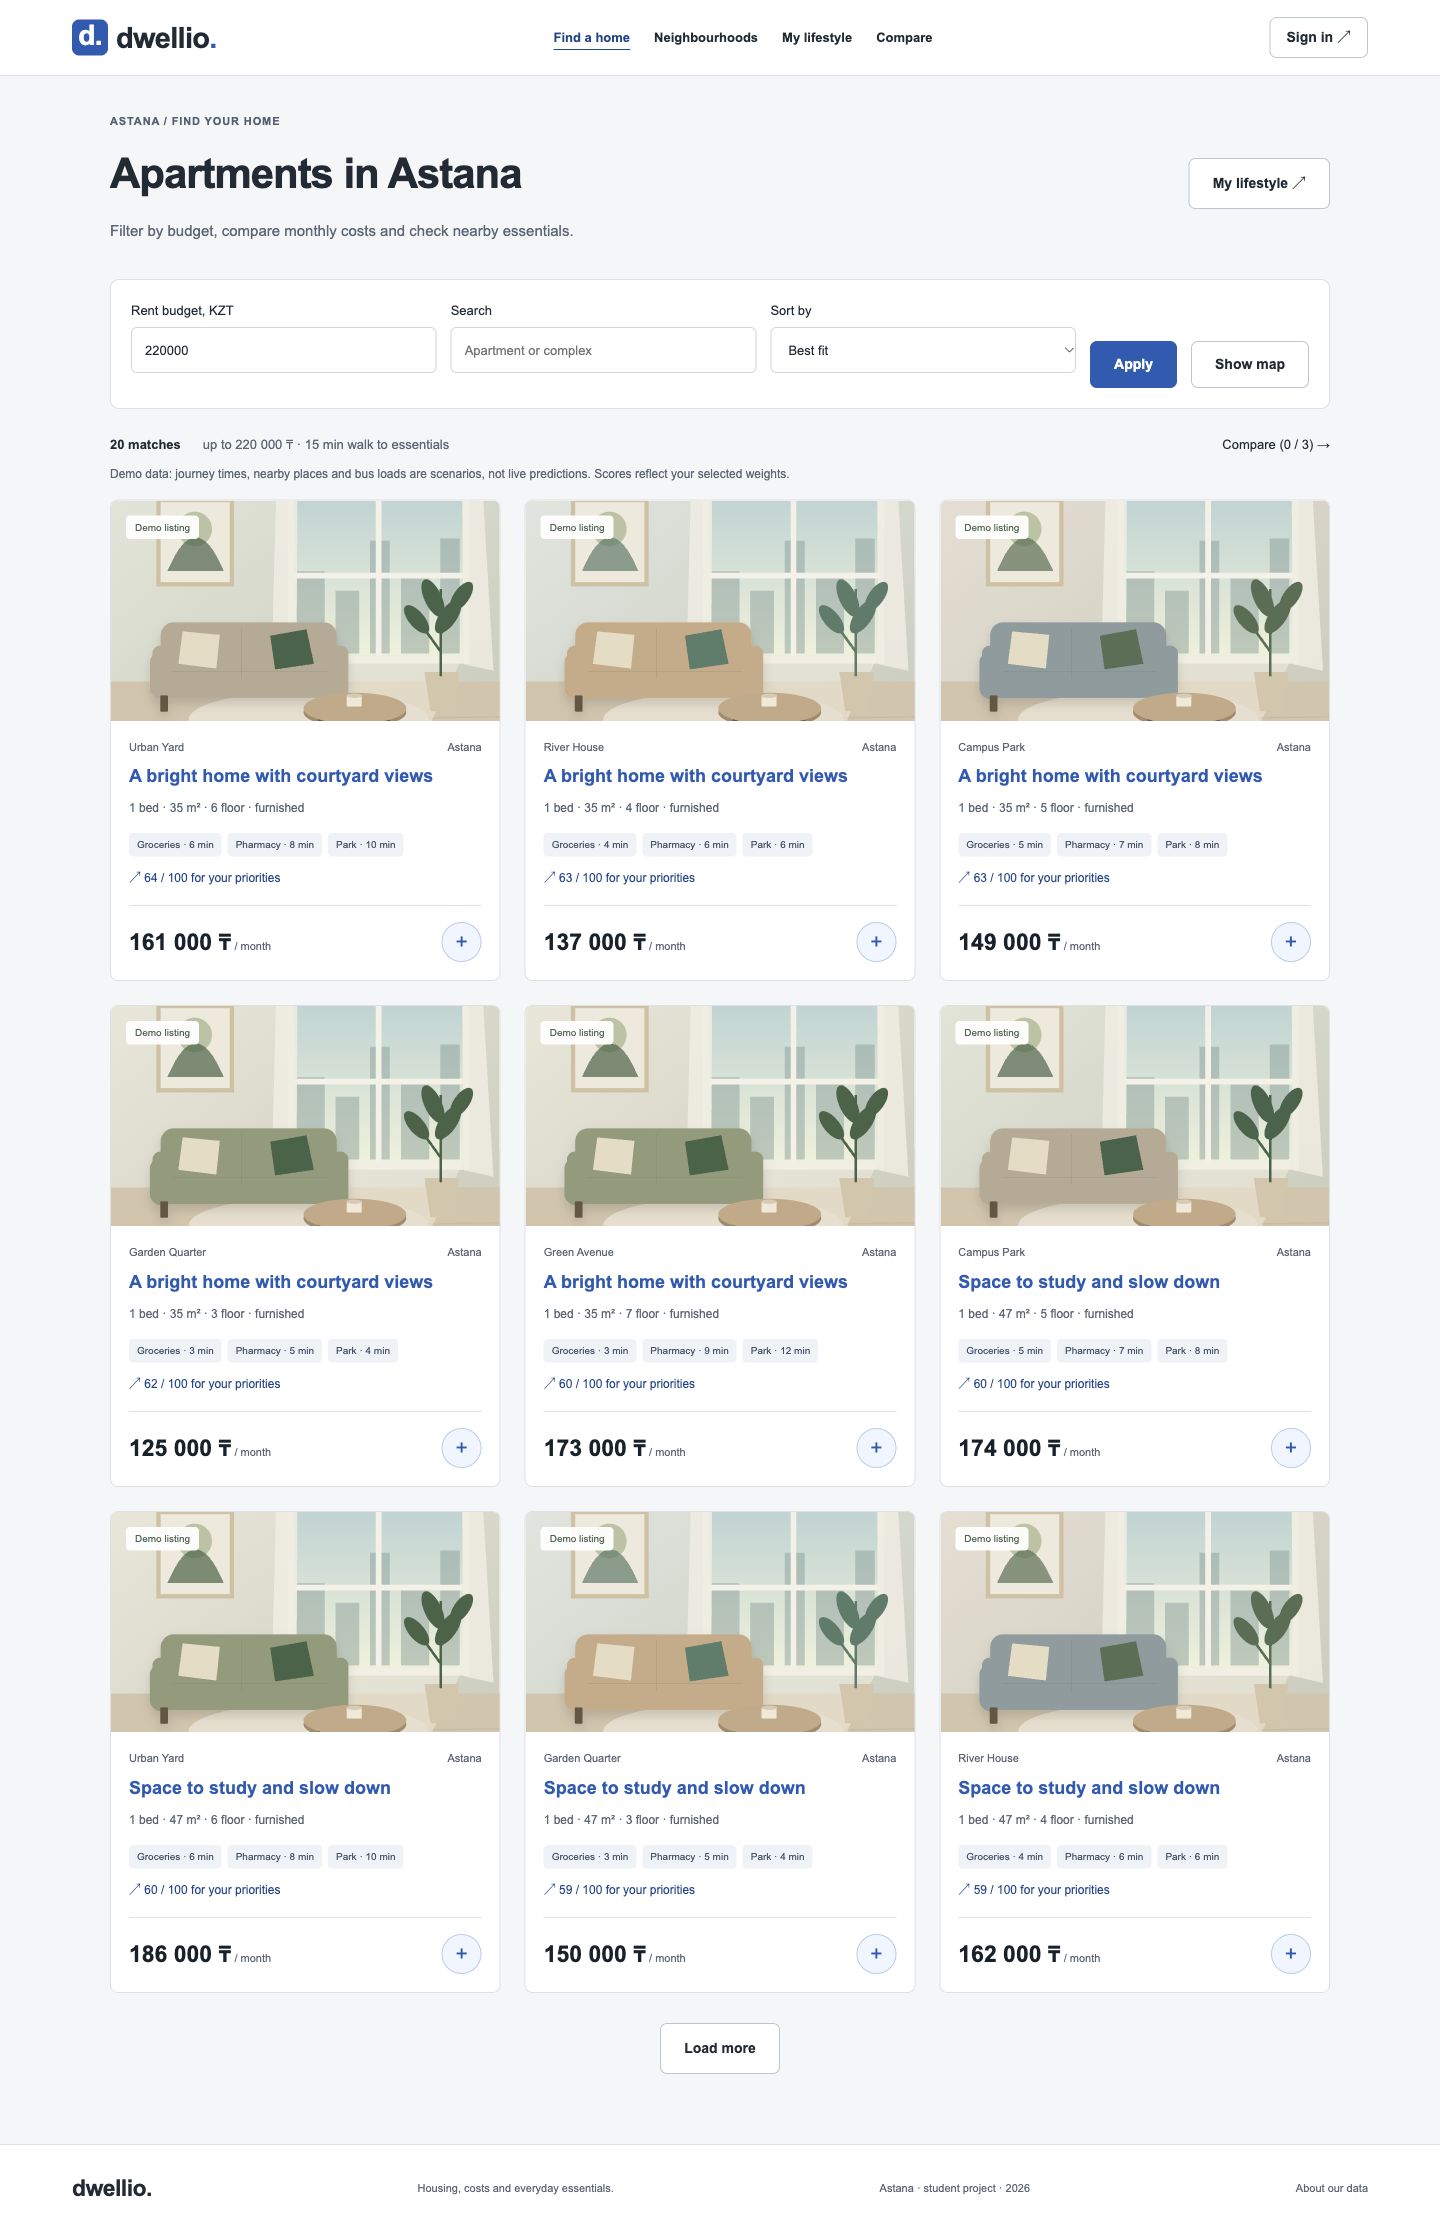 d. dwellio.
Find a home Neighbourhoods My lifestyle Compare
Sign in ↗
ASTANA / FIND YOUR HOME
Apartments in Astana
My lifestyle ↗
Filter by budget, compare monthly costs and check nearby essentials.
Rent budget, KZT
220000
Search
Apartment or complex
Sort by
Best fit
Apply
Show map
20 matches up to 220 000 ₸ · 15 min walk to essentials
Compare (0 / 3) →
Demo data: journey times, nearby places and bus loads are scenarios, not live predictions. Scores reflect your selected weights.
Demo listing
Urban Yard Astana
A bright home with courtyard views
1 bed · 35 m² · 6 floor · furnished
Groceries · 6 min Pharmacy · 8 min Park · 10 min
↗ 64 / 100 for your priorities
161 000 ₸ / month +
Demo listing
River House Astana
A bright home with courtyard views
1 bed · 35 m² · 4 floor · furnished
Groceries · 4 min Pharmacy · 6 min Park · 6 min
↗ 63 / 100 for your priorities
137 000 ₸ / month +
Demo listing
Campus Park Astana
A bright home with courtyard views
1 bed · 35 m² · 5 floor · furnished
Groceries · 5 min Pharmacy · 7 min Park · 8 min
↗ 63 / 100 for your priorities
149 000 ₸ / month +
Demo listing
Garden Quarter Astana
A bright home with courtyard views
1 bed · 35 m² · 3 floor · furnished
Groceries · 3 min Pharmacy · 5 min Park · 4 min
↗ 62 / 100 for your priorities
125 000 ₸ / month +
Demo listing
Green Avenue Astana
A bright home with courtyard views
1 bed · 35 m² · 7 floor · furnished
Groceries · 3 min Pharmacy · 9 min Park · 12 min
↗ 60 / 100 for your priorities
173 000 ₸ / month +
Demo listing
Campus Park Astana
Space to study and slow down
1 bed · 47 m² · 5 floor · furnished
Groceries · 5 min Pharmacy · 7 min Park · 8 min
↗ 60 / 100 for your priorities
174 000 ₸ / month +
Demo listing
Urban Yard Astana
Space to study and slow down
1 bed · 47 m² · 6 floor · furnished
Groceries · 6 min Pharmacy · 8 min Park · 10 min
↗ 60 / 100 for your priorities
186 000 ₸ / month +
Demo listing
Garden Quarter Astana
Space to study and slow down
1 bed · 47 m² · 3 floor · furnished
Groceries · 3 min Pharmacy · 5 min Park · 4 min
↗ 59 / 100 for your priorities
150 000 ₸ / month +
Demo listing
River House Astana
Space to study and slow down
1 bed · 47 m² · 4 floor · furnished
Groceries · 4 min Pharmacy · 6 min Park · 6 min
↗ 59 / 100 for your priorities
162 000 ₸ / month +
Load more
dwellio.
Housing, costs and everyday essentials.
Astana · student project · 2026
About our data